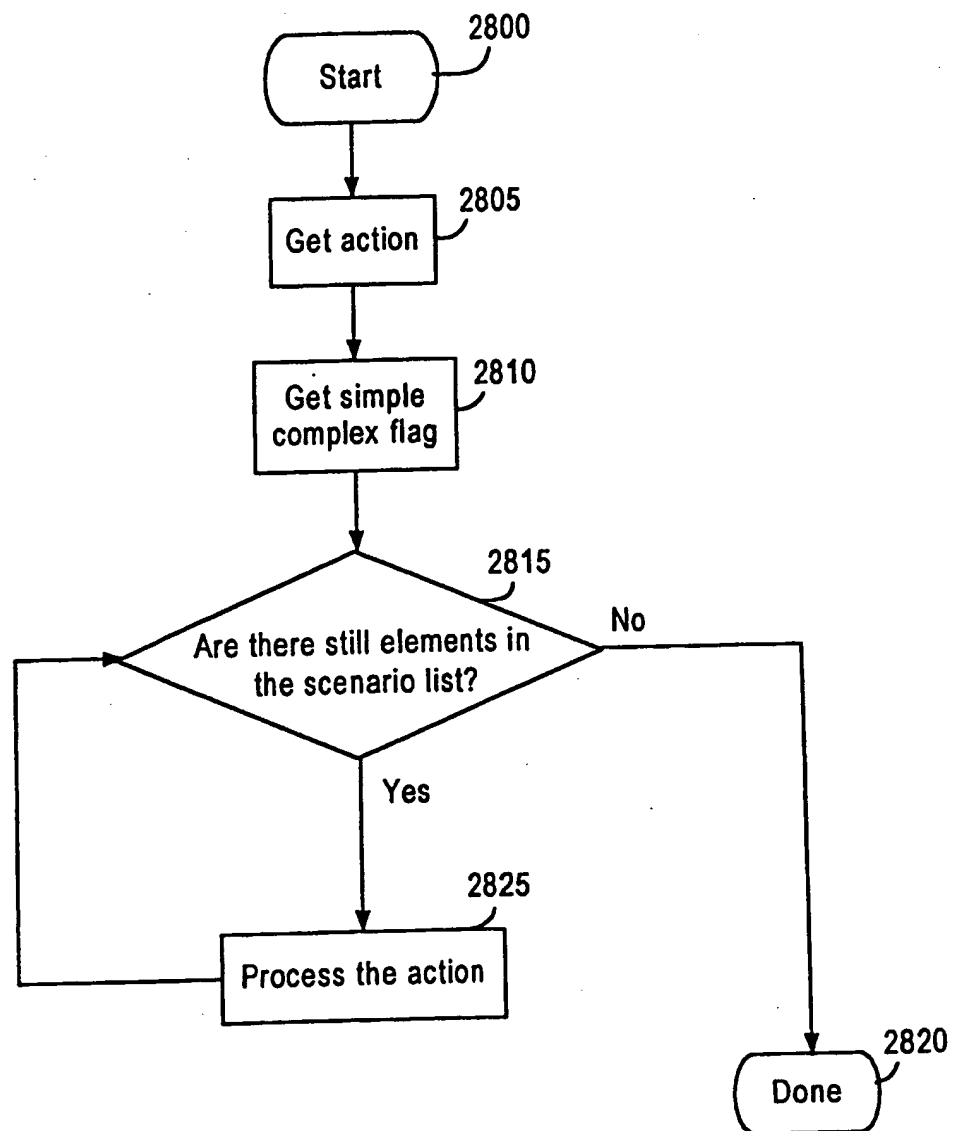 2800
Start
2805
Get action
2810
Get simple
complex flag
2815
Are there still elements in
the scenario list?
No
Yes
2825
Process the action
2820
Done